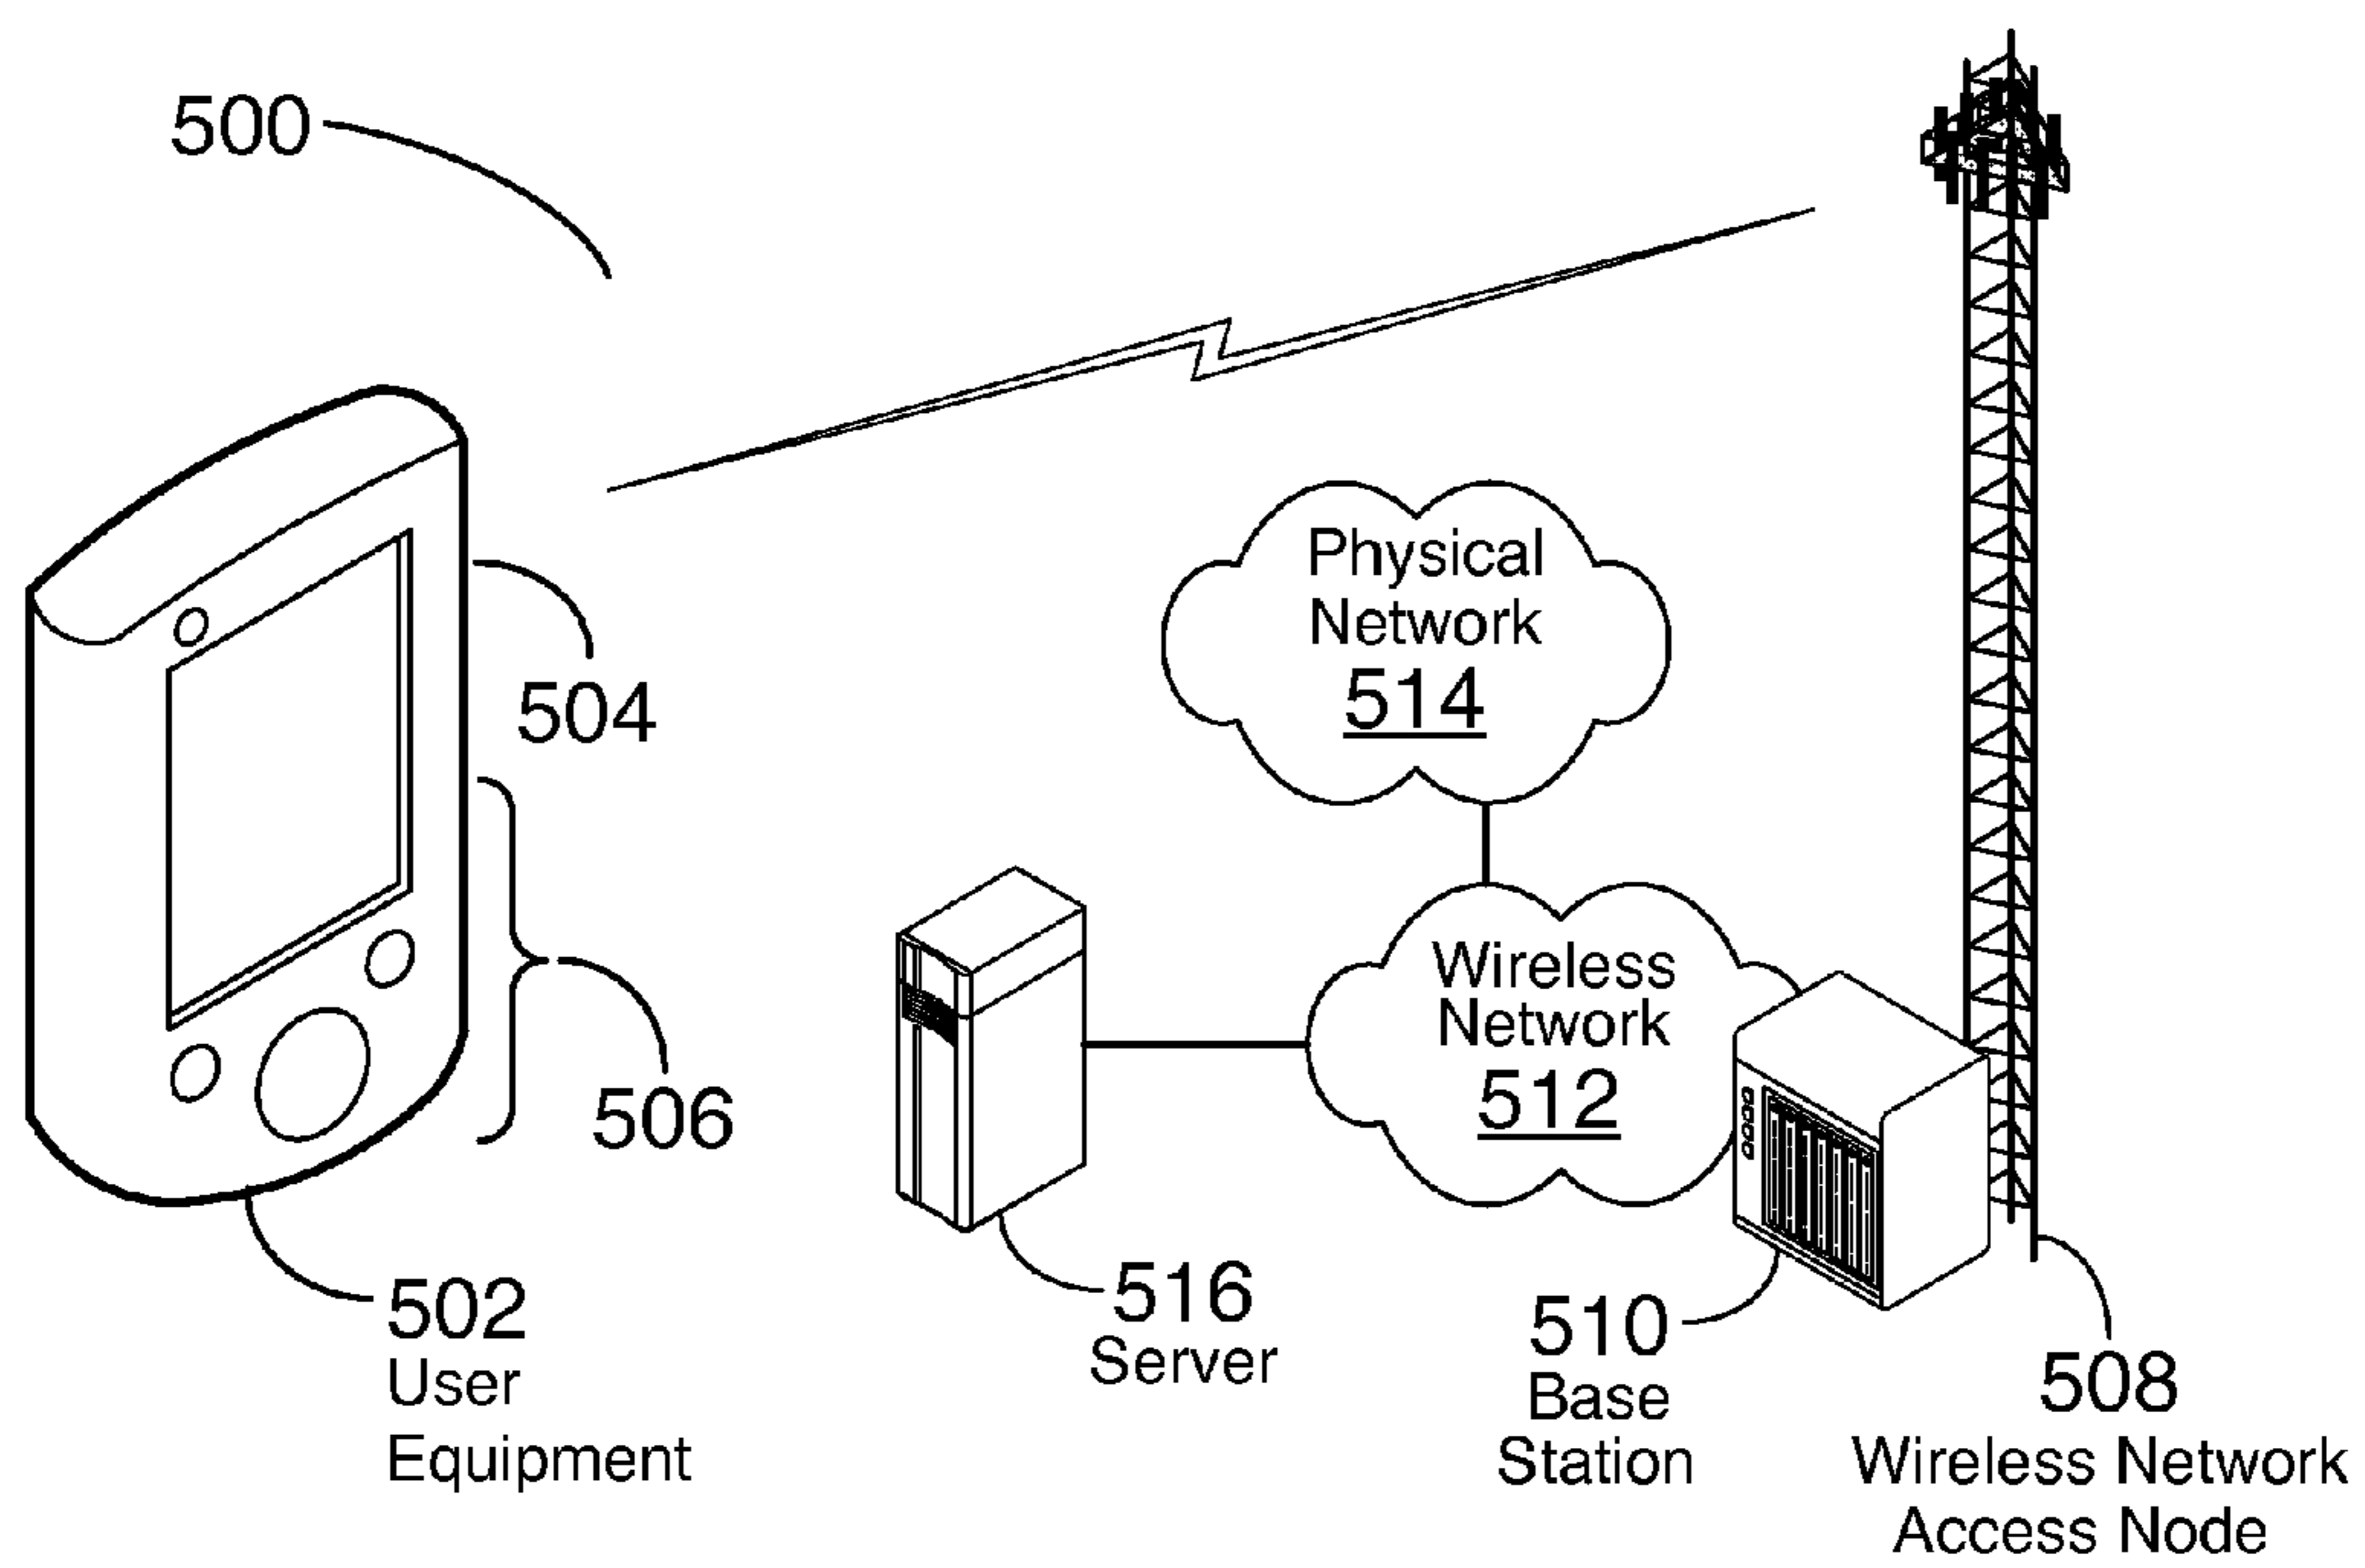 500
504
506
502
User
Equipment
Physical
Network
514
Wireless
Network
512
516
Server
510
Base
Station
508
Wireless Network
Access Node